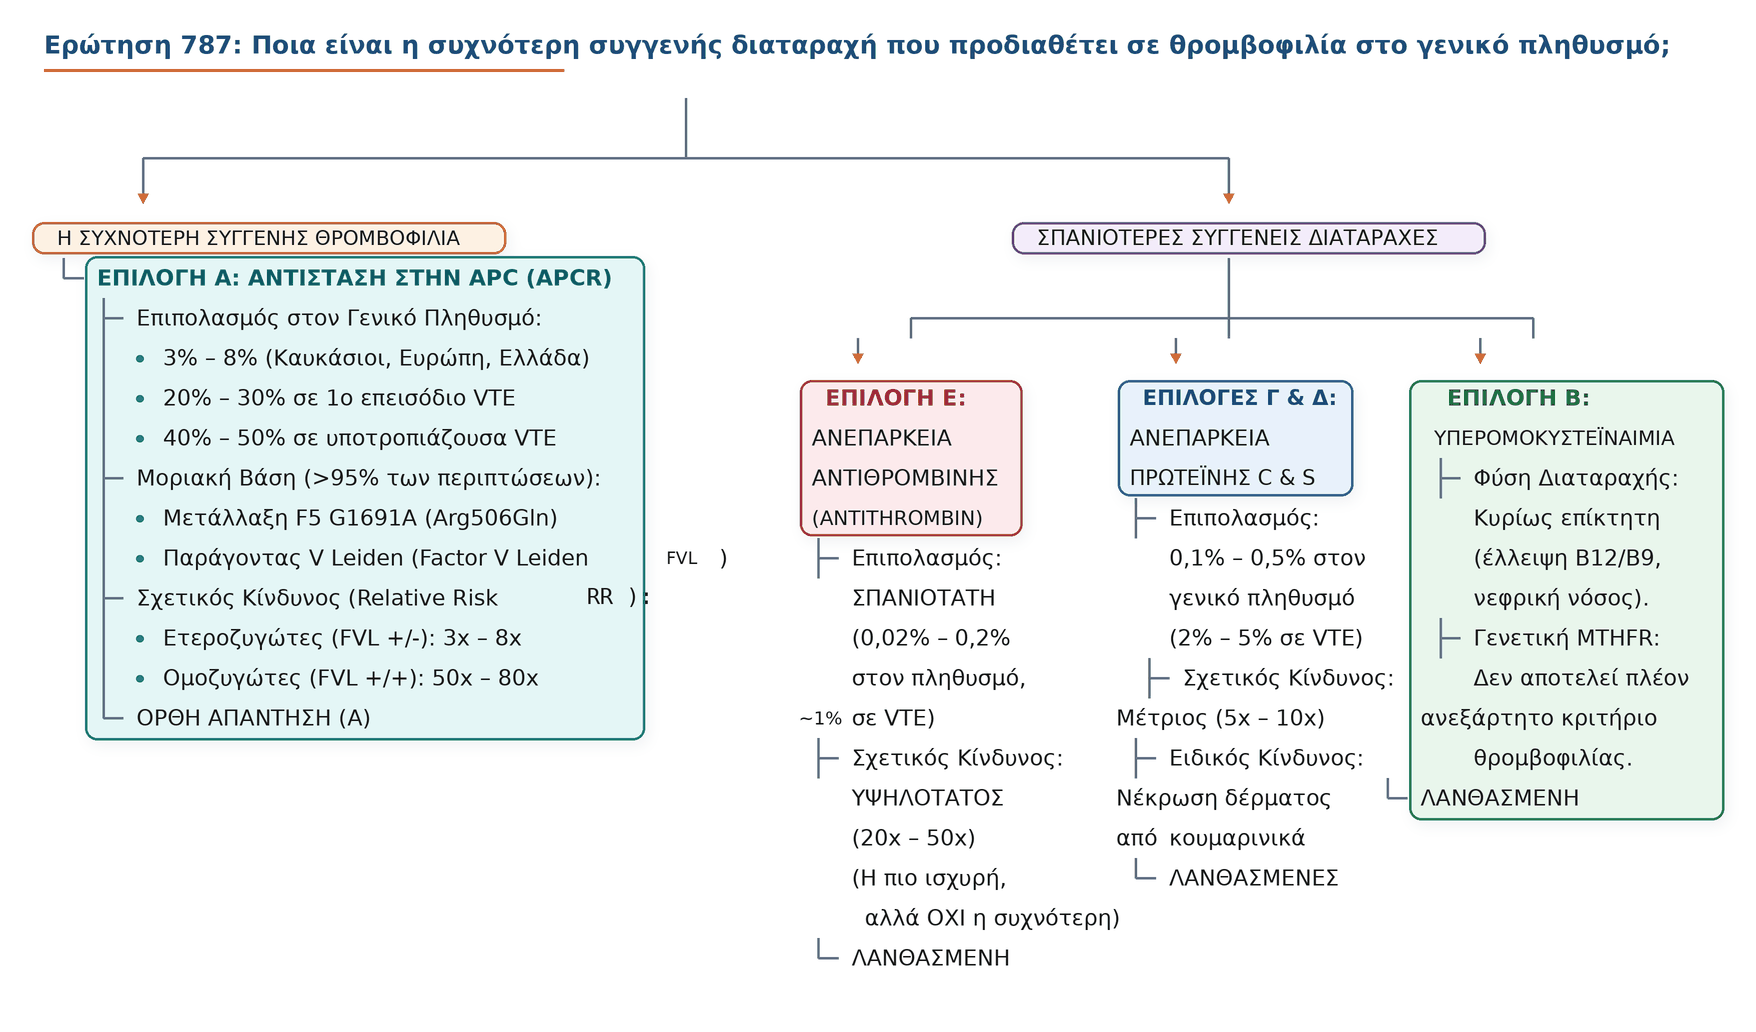 Ερώτηση 787: Ποια είναι η συχνότερη συγγενής διαταραχή που προδιαθέτει σε θρομβοφιλία στο γενικό πληθυσμό;
Η ΣΥΧΝΟΤΕΡΗ ΣΥΓΓΕΝΗΣ ΘΡΟΜΒΟΦΙΛΙΑ
ΕΠΙΛΟΓΗ Α: ΑΝΤΙΣΤΑΣΗ ΣΤΗΝ APC (APCR)
Επιπολασμός στον Γενικό Πληθυσμό:
• 3% – 8% (Καυκάσιοι, Ευρώπη, Ελλάδα)
• 20% – 30% σε 1ο επεισόδιο VTE
• 40% – 50% σε υποτροπιάζουσα VTE
Μοριακή Βάση (>95% των περιπτώσεων):
• Μετάλλαξη F5 G1691A (Arg506Gln)
• Παράγοντας V Leiden (Factor V Leiden FVL )
Σχετικός Κίνδυνος (Relative Risk RR ) :
• Ετεροζυγώτες (FVL +/-): 3x – 8x
• Ομοζυγώτες (FVL +/+): 50x – 80x
ΟΡΘΗ ΑΠΑΝΤΗΣΗ (Α)
ΣΠΑΝΙΟΤΕΡΕΣ ΣΥΓΓΕΝΕΙΣ ΔΙΑΤΑΡΑΧΕΣ
ΕΠΙΛΟΓΗ Ε:
ΑΝΕΠΑΡΚΕΙΑ
ΑΝΤΙΘΡΟΜΒΙΝΗΣ
(ANTITHROMBIN)
Επιπολασμός:
ΣΠΑΝΙΟΤΑΤΗ
(0,02% – 0,2%
στον πληθυσμό,
~1% σε VTE)
Σχετικός Κίνδυνος:
ΥΨΗΛΟΤΑΤΟΣ
(20x – 50x)
(Η πιο ισχυρή,
αλλά ΟΧΙ η συχνότερη)
ΛΑΝΘΑΣΜΕΝΗ
ΕΠΙΛΟΓΕΣ Γ & Δ:
ΑΝΕΠΑΡΚΕΙΑ
ΠΡΩΤΕΪΝΗΣ C & S
Επιπολασμός:
0,1% – 0,5% στον
γενικό πληθυσμό
(2% – 5% σε VTE)
Σχετικός Κίνδυνος:
Μέτριος (5x – 10x)
Ειδικός Κίνδυνος:
Νέκρωση δέρματος
από κουμαρινικά
ΛΑΝΘΑΣΜΕΝΕΣ
ΕΠΙΛΟΓΗ Β:
ΥΠΕΡΟΜΟΚΥΣΤΕΪΝΑΙΜΙΑ
Φύση Διαταραχής:
Κυρίως επίκτητη
(έλλειψη B12/B9,
νεφρική νόσος).
Γενετική MTHFR:
Δεν αποτελεί πλέον
ανεξάρτητο κριτήριο
θρομβοφιλίας.
ΛΑΝΘΑΣΜΕΝΗ